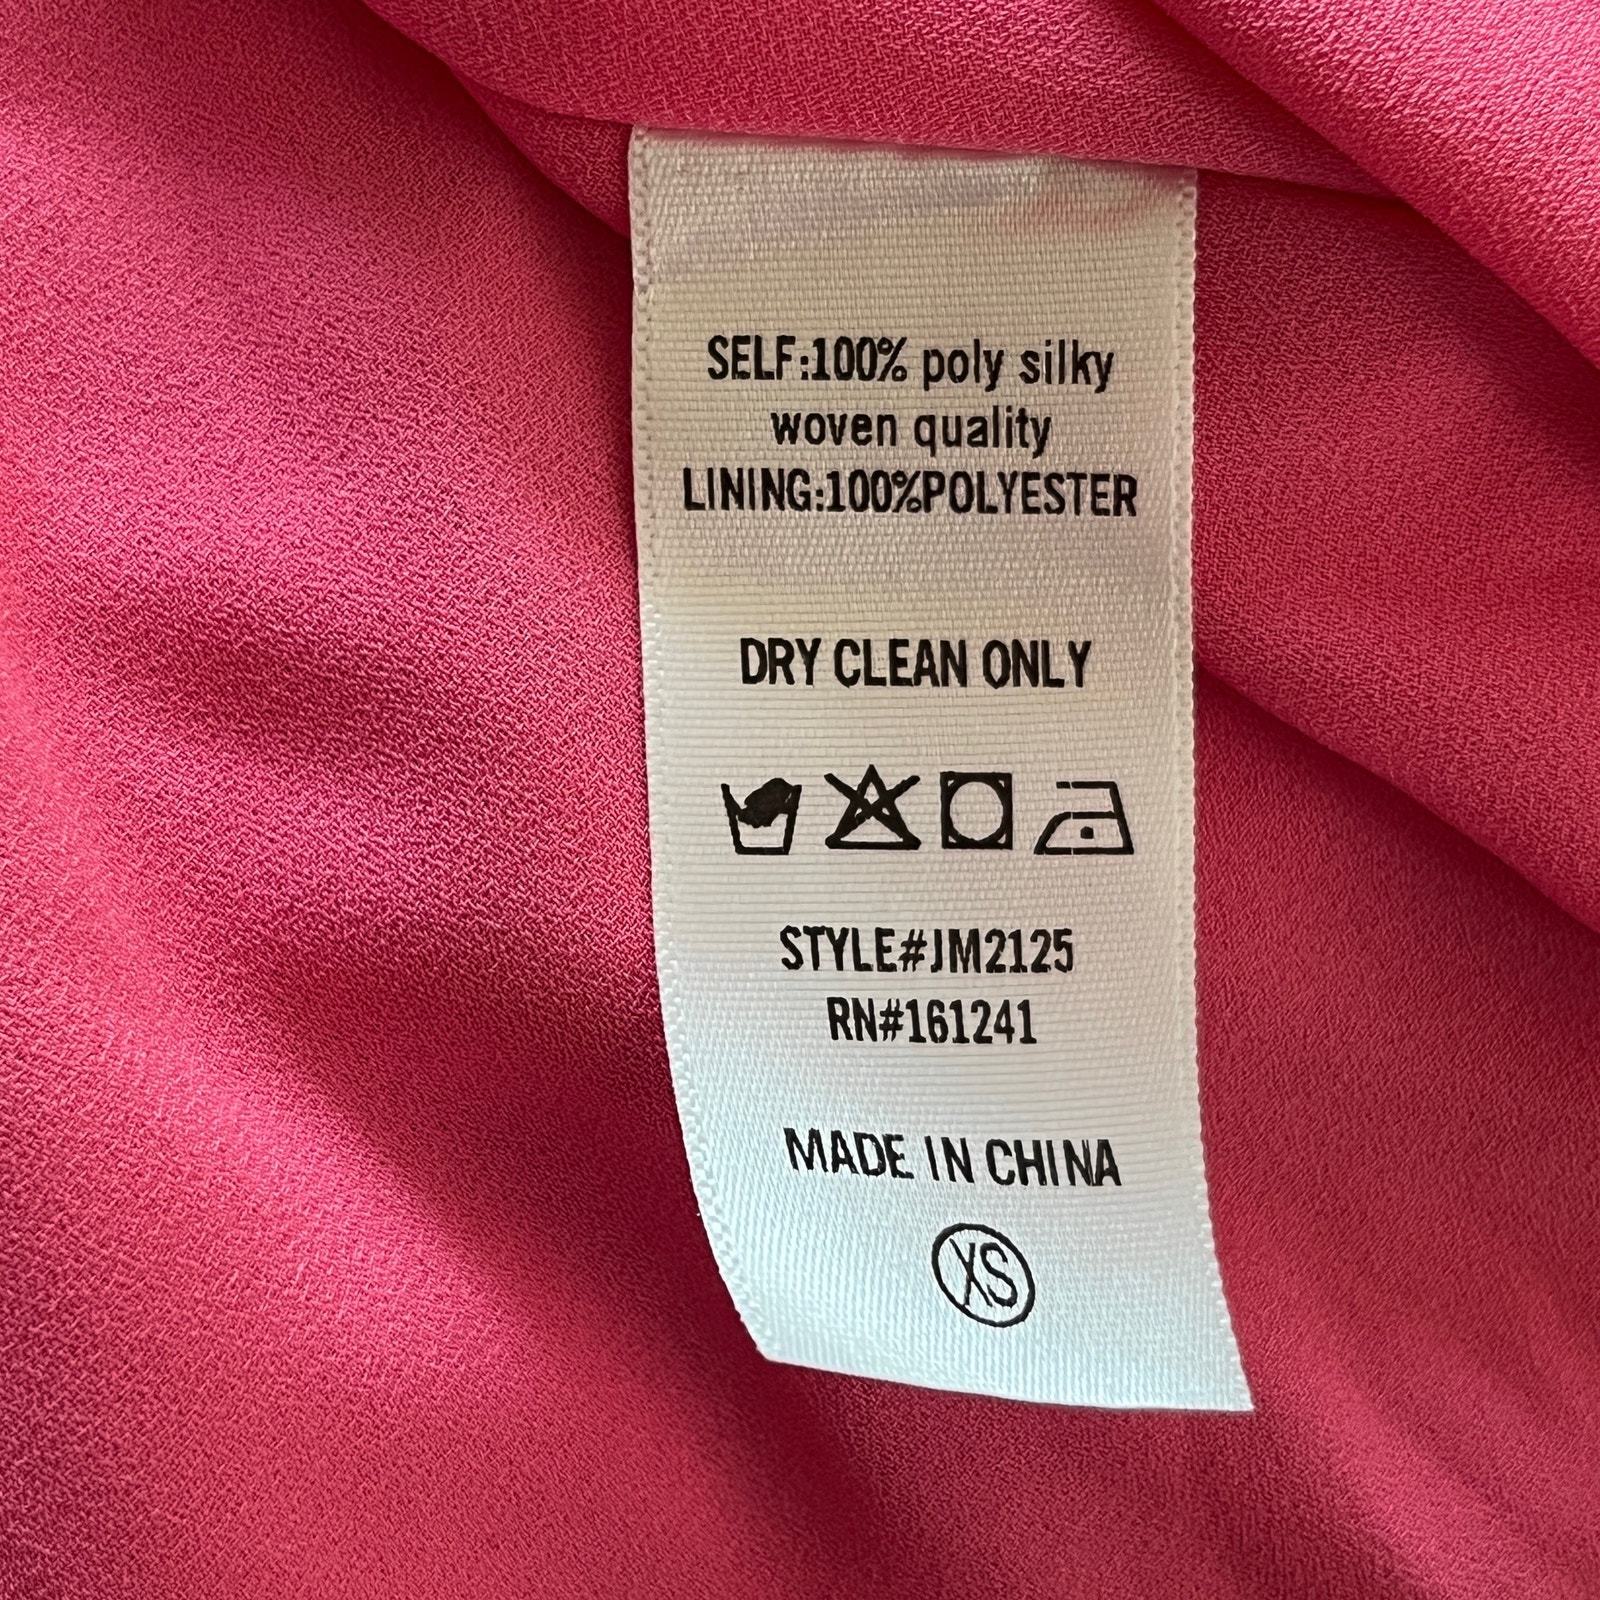 SELF:100% poly silky
woven quality
LINING:100%POLYESTER
DRY CLEAN ONLY
STYLE#JM2125
RN#161241
MADE IN CHINA
XS